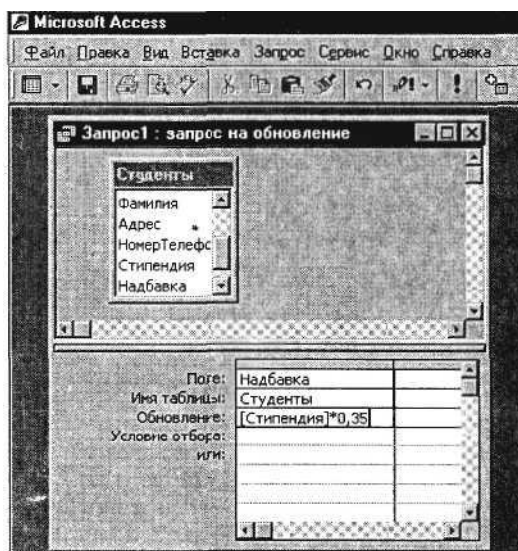 Microsoft Access
Файл Правка Вид Вставка Запрос Сервис Окно Справка
Запрос1 : запрос на обновление
Студенты
Фамилия
Адрес
НомерТелефо
Стипендия
Надбавка
Поле: Надбавка
Имя таблицы: Студенты
Обновление: [Стипендия]*0,35
Условие отбора:
или: